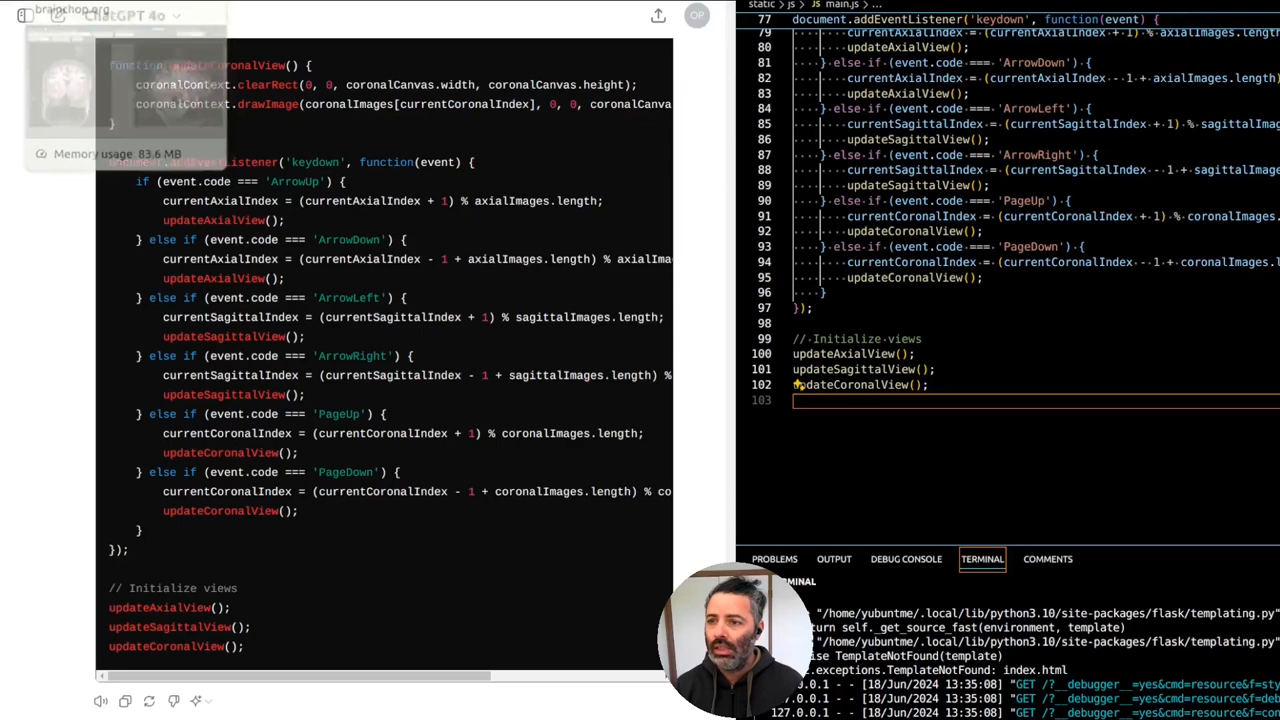 brainchop.org
ChatGPT 4o
OP
Memory usage 83.6 MB
function updateCoronalView() {
coronalContext.clearRect(0, 0, coronalCanvas.width, coronalCanvas.height);
coronalContext.drawImage(coronalImages[currentCoronalIndex], 0, 0, coronalCanva
}
document.addEventListener('keydown', function(event) {
if (event.code === 'ArrowUp') {
currentAxialIndex = (currentAxialIndex + 1) % axialImages.length;
updateAxialView();
} else if (event.code === 'ArrowDown') {
currentAxialIndex = (currentAxialIndex - 1 + axialImages.length) % axialIma
updateAxialView();
} else if (event.code === 'ArrowLeft') {
currentSagittalIndex = (currentSagittalIndex + 1) % sagittalImages.length;
updateSagittalView();
} else if (event.code === 'ArrowRight') {
currentSagittalIndex = (currentSagittalIndex - 1 + sagittalImages.length) %
updateSagittalView();
} else if (event.code === 'PageUp') {
currentCoronalIndex = (currentCoronalIndex + 1) % coronalImages.length;
updateCoronalView();
} else if (event.code === 'PageDown') {
currentCoronalIndex = (currentCoronalIndex - 1 + coronalImages.length) % co
updateCoronalView();
}
});
// Initialize views
updateAxialView();
updateSagittalView();
updateCoronalView();
static > js > main.js > ...
77 document.addEventListener('keydown', function(event) {
79 currentAxialIndex = (currentAxialIndex + 1) % axialImages.
80 updateAxialView();
81 } else if (event.code === 'ArrowDown') {
82 currentAxialIndex = (currentAxialIndex - 1 + axialImages.length)
83 updateAxialView();
84 } else if (event.code === 'ArrowLeft') {
85 currentSagittalIndex = (currentSagittalIndex + 1) % sagittalImag
86 updateSagittalView();
87 } else if (event.code === 'ArrowRight') {
88 currentSagittalIndex = (currentSagittalIndex - 1 + sagittalImage
89 updateSagittalView();
90 } else if (event.code === 'PageUp') {
91 currentCoronalIndex = (currentCoronalIndex + 1) % coronalImages.
92 updateCoronalView();
93 } else if (event.code === 'PageDown') {
94 currentCoronalIndex = (currentCoronalIndex - 1 + coronalImages.l
95 updateCoronalView();
96 }
97 });
98
99 // Initialize views
100 updateAxialView();
101 updateSagittalView();
102 updateCoronalView();
103
PROBLEMS OUTPUT DEBUG CONSOLE TERMINAL COMMENTS
TERMINAL
"/home/yubuntme/.local/lib/python3.10/site-packages/flask/templating.py"
turn self._get_source_fast(environment, template)
"/home/yubuntme/.local/lib/python3.10/site-packages/flask/templating.py"
ise TemplateNotFound(template)
.exceptions.TemplateNotFound: index.html
.0.0.1 - - [18/Jun/2024 13:35:08] "GET /?__debugger__=yes&cmd=resource&f=sty
.0.0.1 - - [18/Jun/2024 13:35:08] "GET /?__debugger__=yes&cmd=resource&f=deb
127.0.0.1 - - [18/Jun/2024 13:35:08] "GET /?__debugger__=yes&cmd=resource&f=con